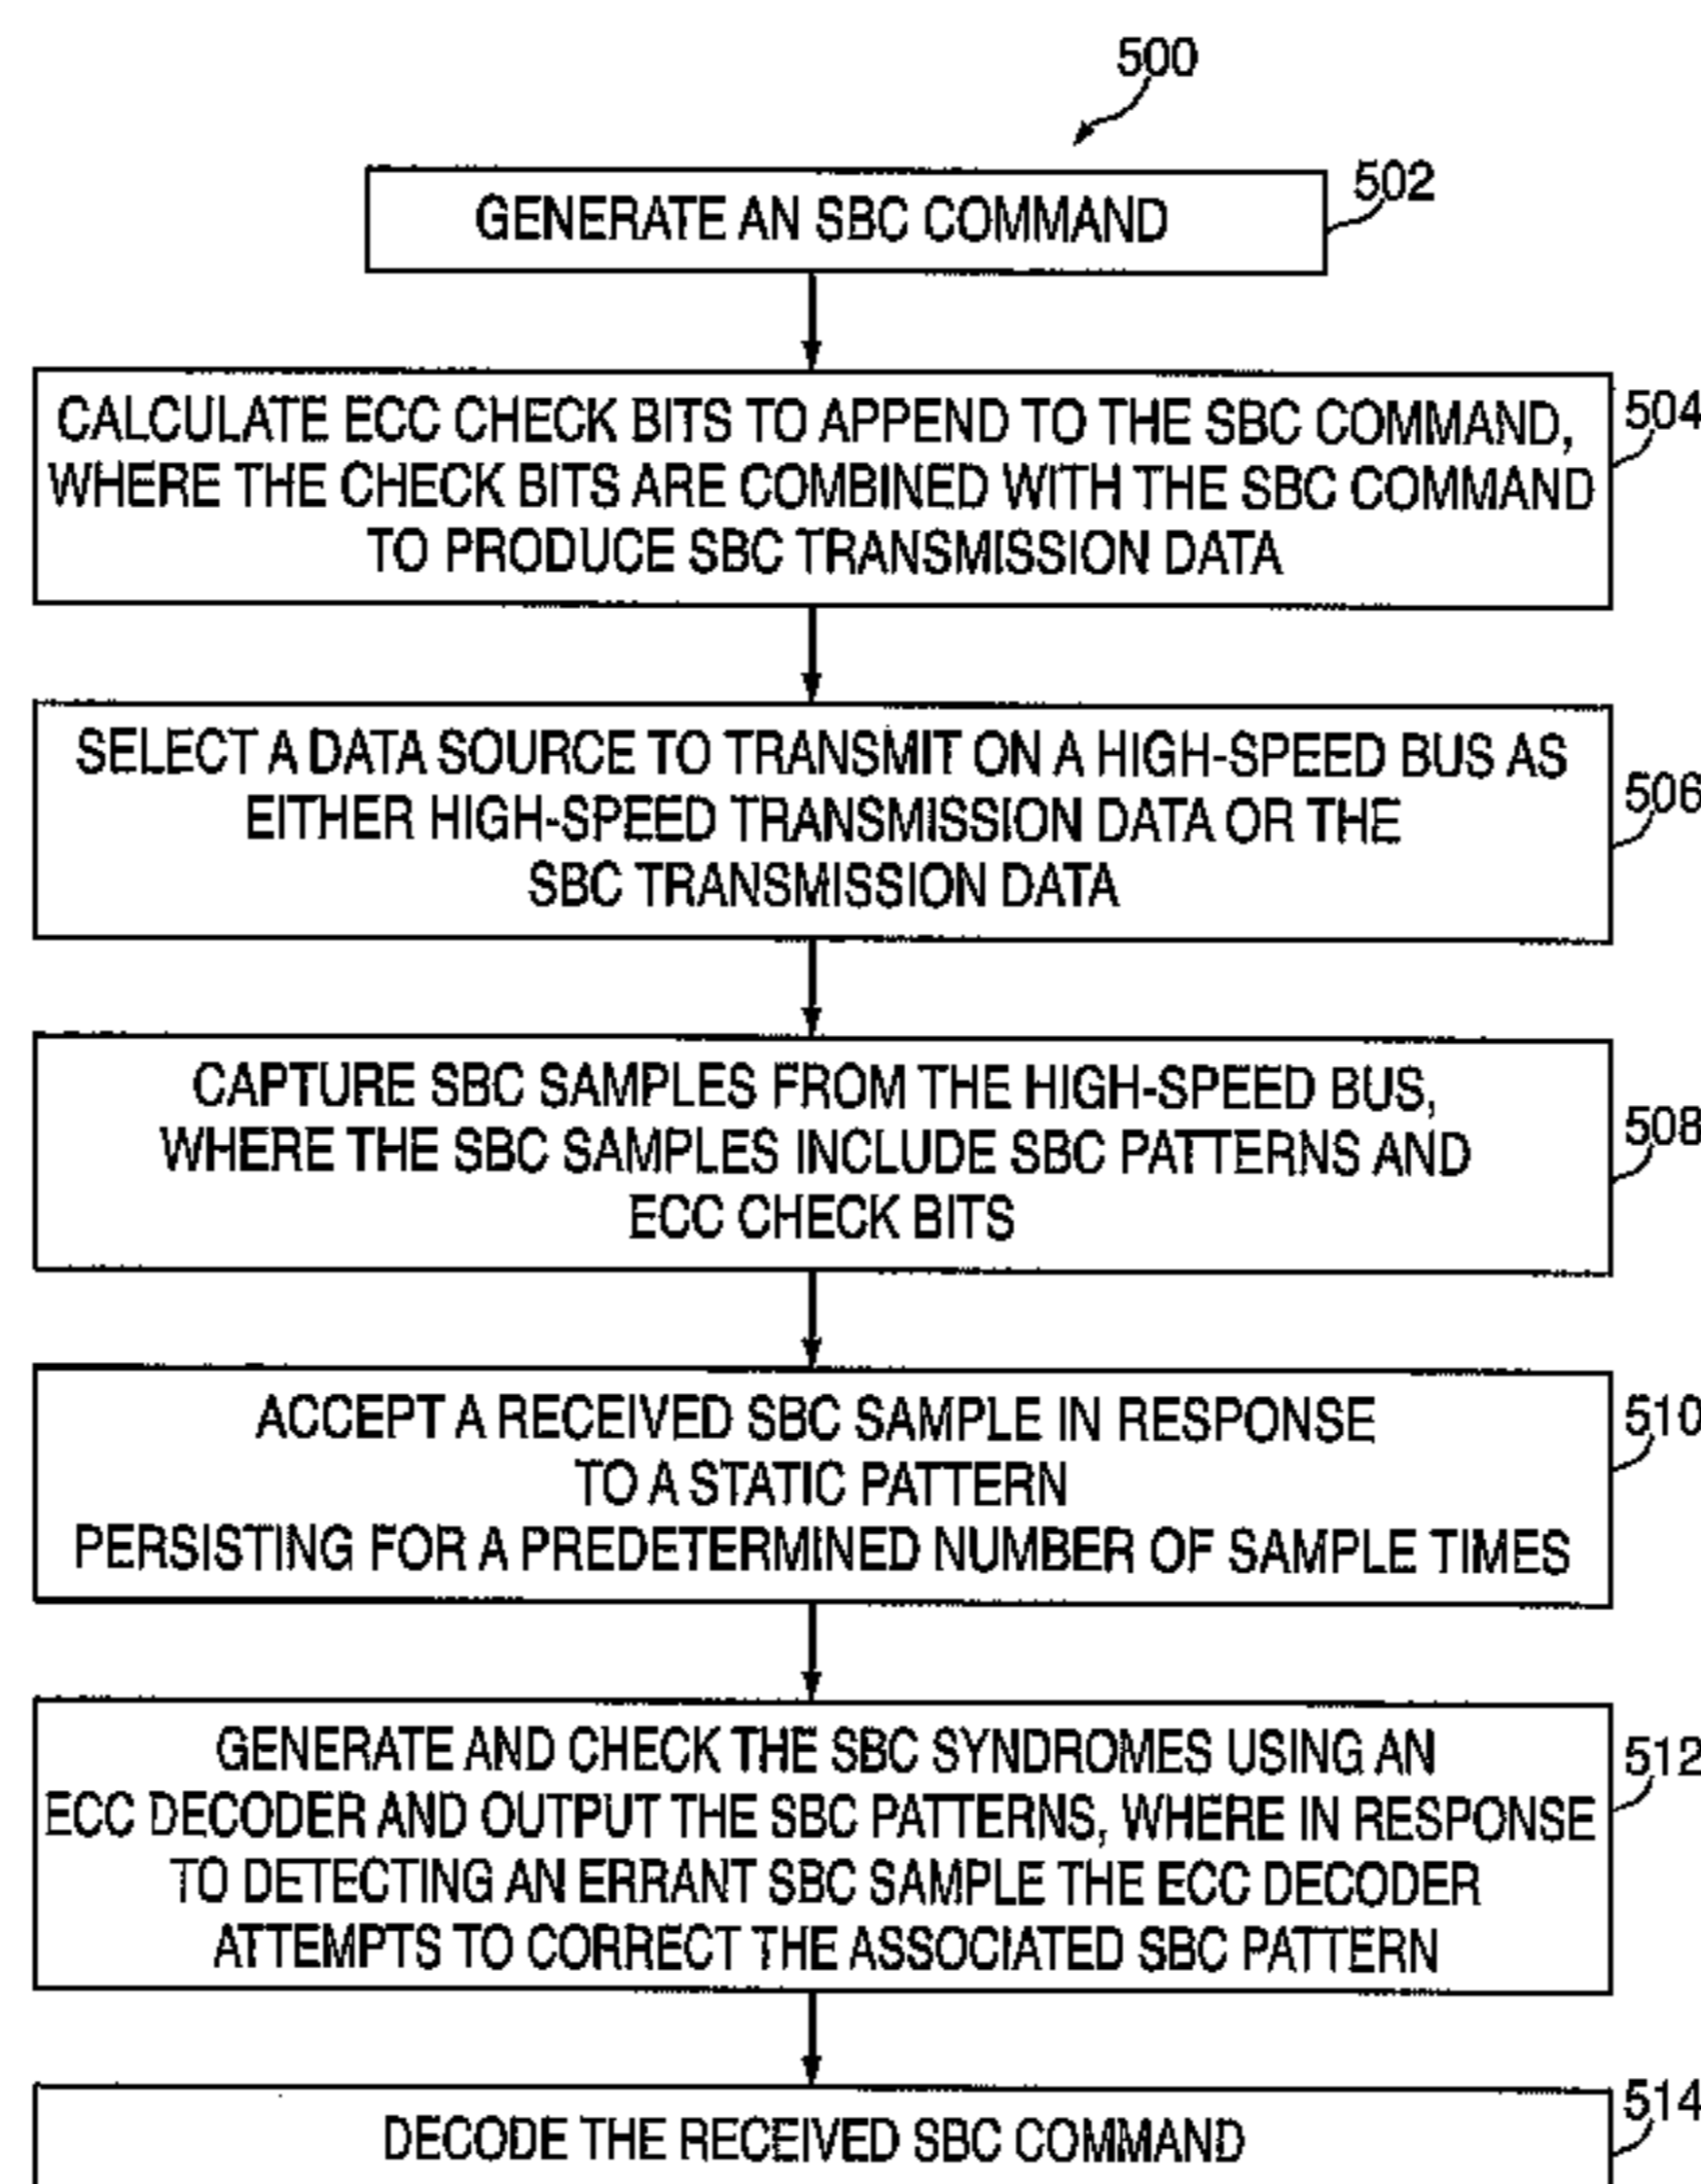 500
GENERATE AN SBC COMMAND
502
CALCULATE ECC CHECK BITS TO APPEND TO THE SBC COMMAND,
WHERE THE CHECK BITS ARE COMBINED WITH THE SBC COMMAND
TO PRODUCE SBC TRANSMISSION DATA
504
SELECT A DATA SOURCE TO TRANSMIT ON A HIGH-SPEED BUS AS
EITHER HIGH-SPEED TRANSMISSION DATA OR THE
SBC TRANSMISSION DATA
506
CAPTURE SBC SAMPLES FROM THE HIGH-SPEED BUS,
WHERE THE SBC SAMPLES INCLUDE SBC PATTERNS AND
ECC CHECK BITS
508
ACCEPT A RECEIVED SBC SAMPLE IN RESPONSE
TO A STATIC PATTERN
PERSISTING FOR A PREDETERMINED NUMBER OF SAMPLE TIMES
510
GENERATE AND CHECK THE SBC SYNDROMES USING AN
ECC DECODER AND OUTPUT THE SBC PATTERNS, WHERE IN RESPONSE
TO DETECTING AN ERRANT SBC SAMPLE THE ECC DECODER
ATTEMPTS TO CORRECT THE ASSOCIATED SBC PATTERN
512
DECODE THE RECEIVED SBC COMMAND
514